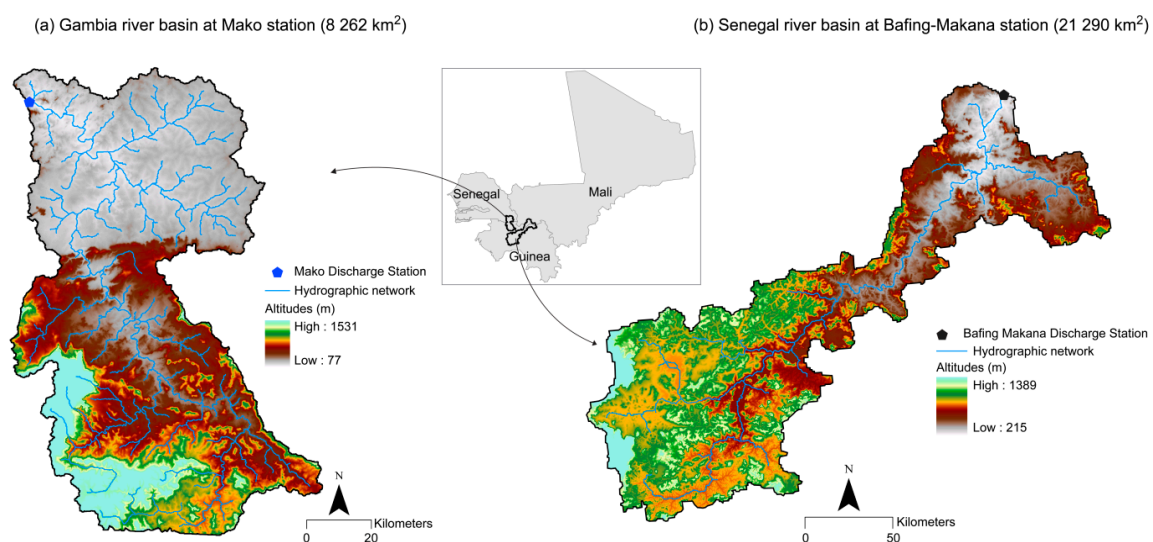 (a) Gambia river basin at Mako station (8 262 km²)
(b) Senegal river basin at Bafing-Makana station (21 290 km²)
Senegal
Mali
Guinea
Mako Discharge Station
Hydrographic network
Altitudes (m)
High : 1531
Low : 77
N
Kilometers
0
20
Bafing Makana Discharge Station
Hydrographic network
Altitudes (m)
High : 1389
Low : 215
N
Kilometers
0
50